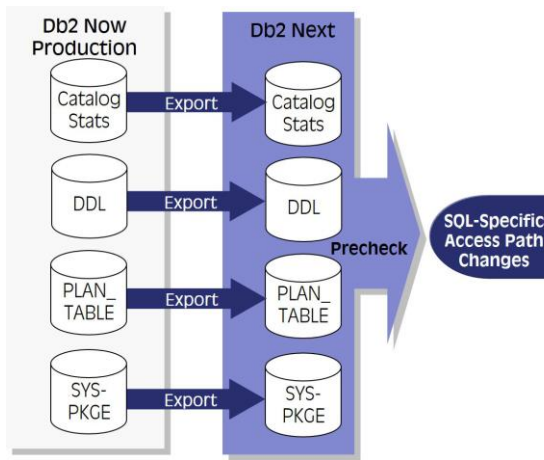 Db2 Now
Production
Db2 Next
Catalog
Stats
Export
Catalog
Stats
DDL
Export
DDL
Precheck
SQL-Specific
Access Path
Changes
PLAN_
TABLE
Export
PLAN_
TABLE
SYS-
PKGE
Export
SYS-
PKGE